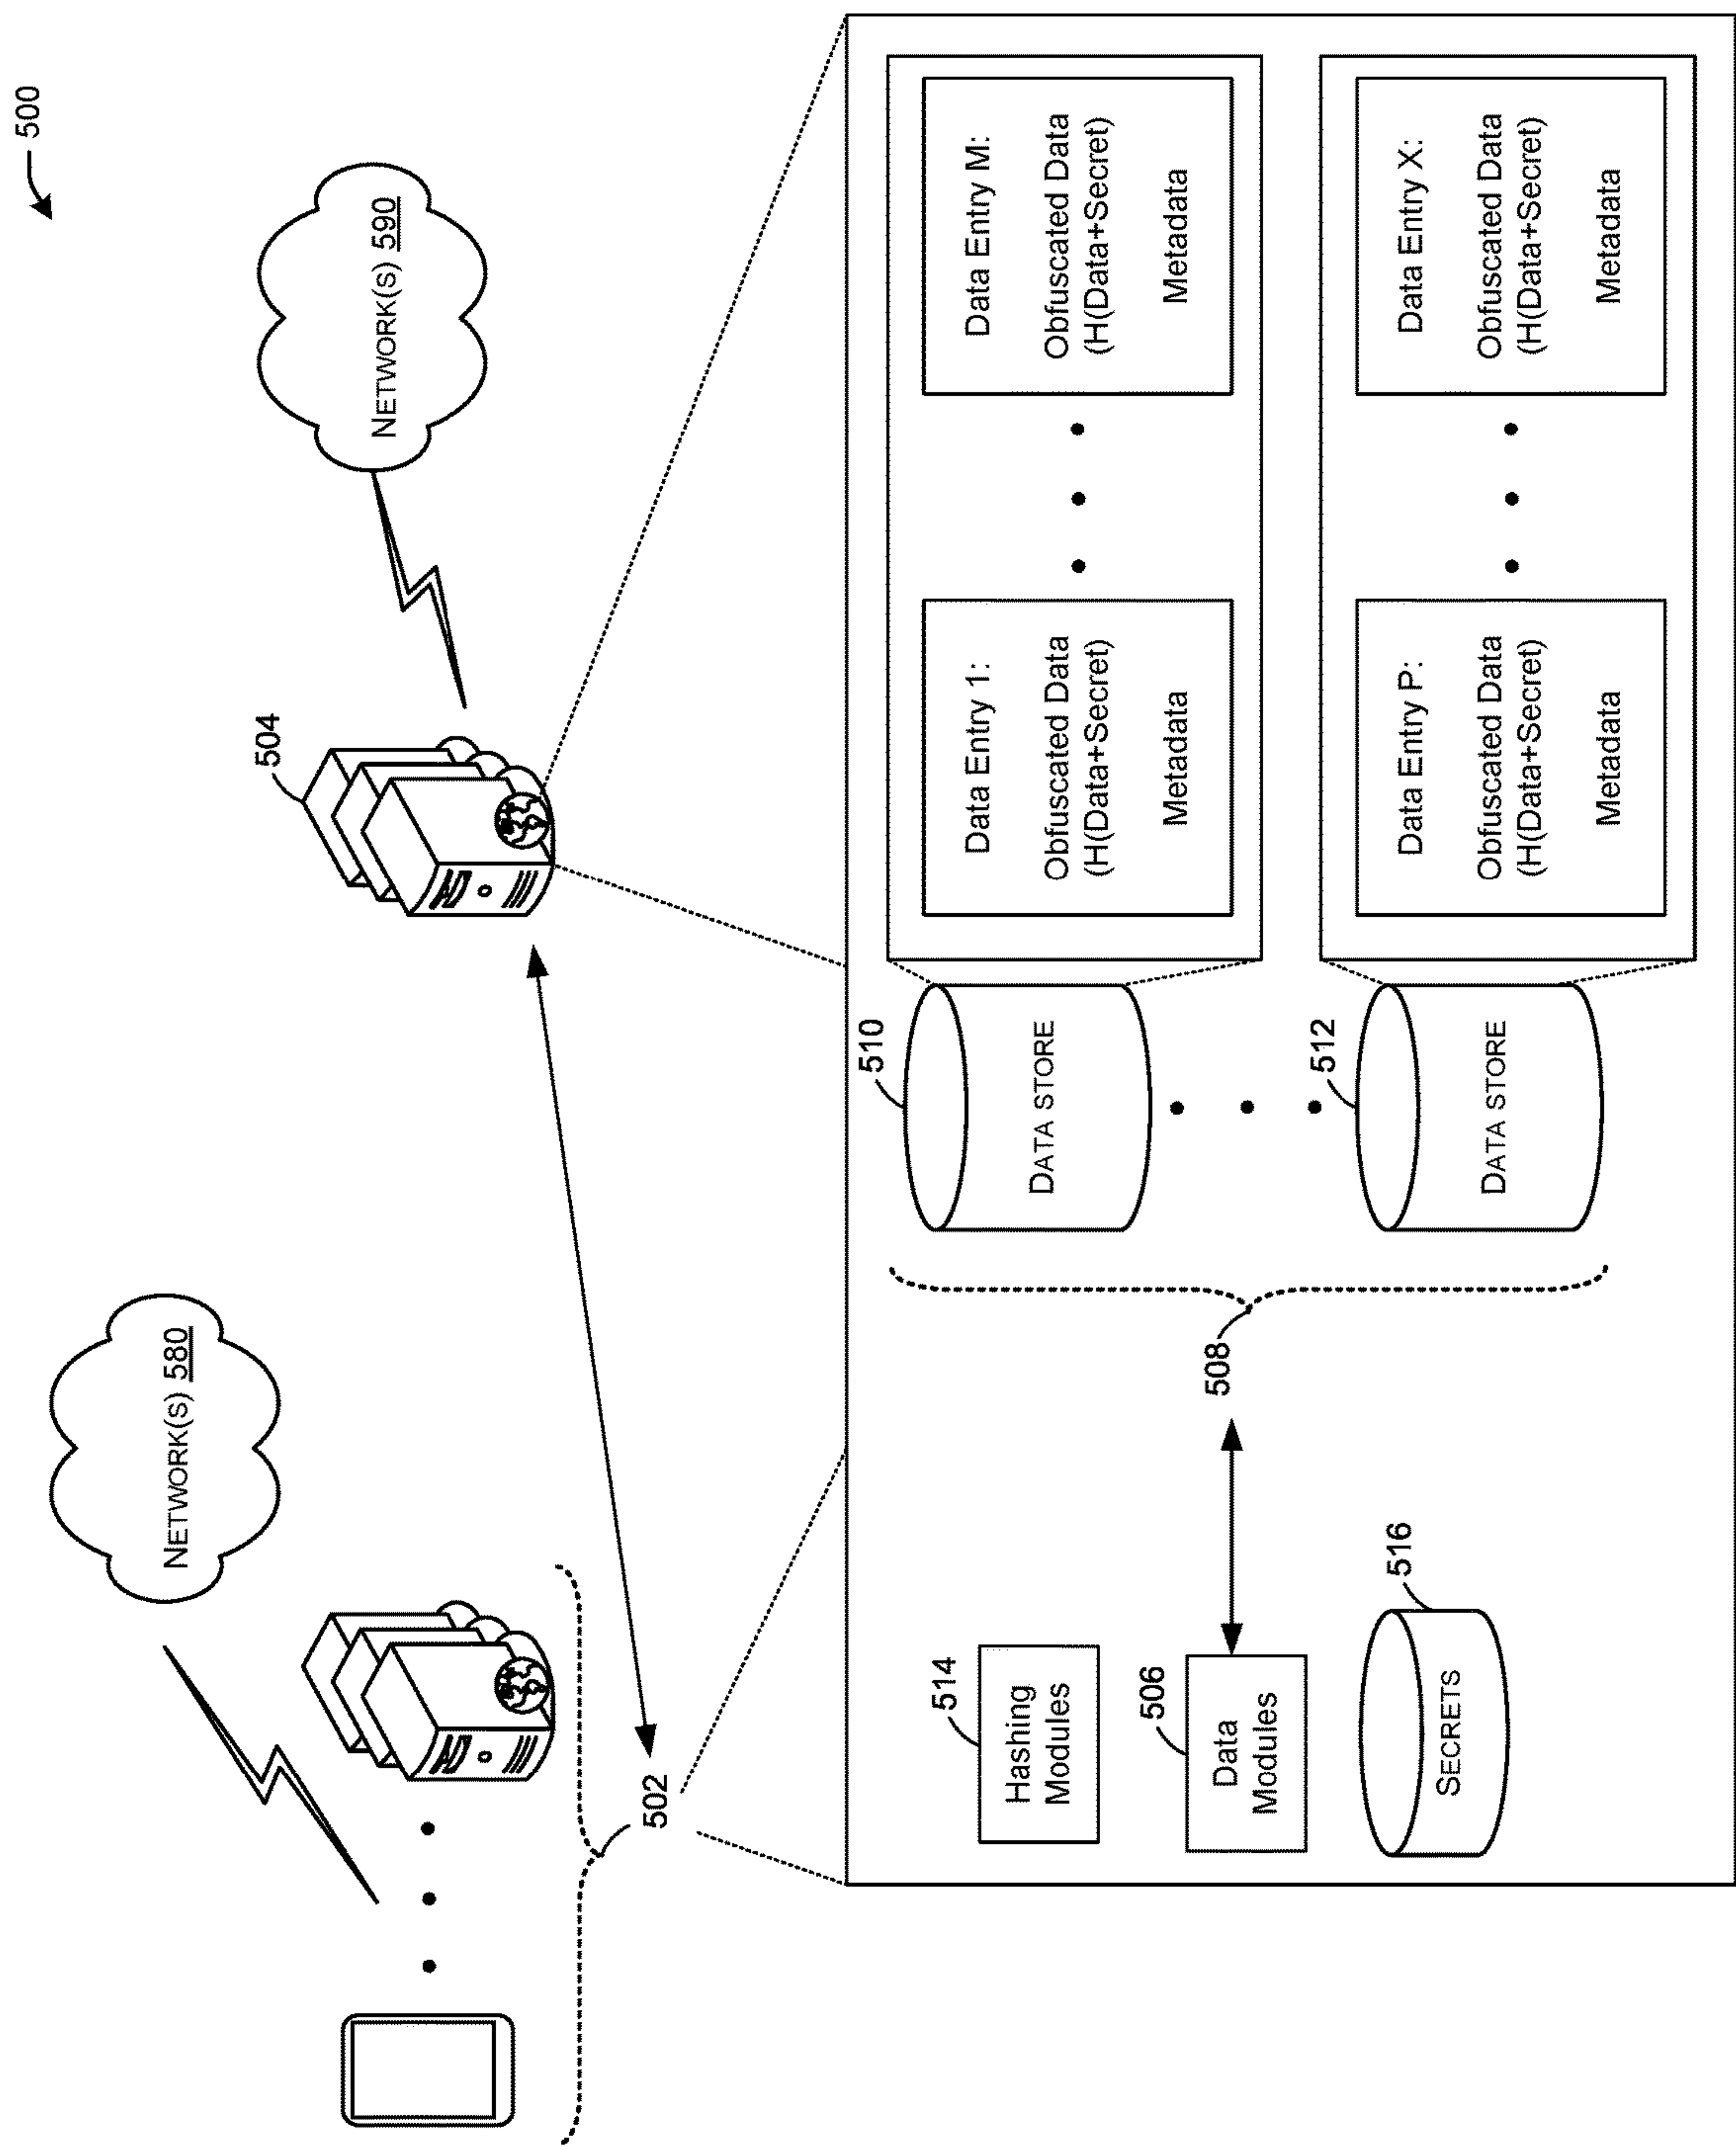 500
NETWORK(S) 580
NETWORK(S) 590
504
502
514
Hashing
Modules
506
Data
Modules
516
SECRETS
508
510
DATA STORE
512
DATA STORE
Data Entry 1:
Obfuscated Data
(H(Data+Secret)
Metadata
Data Entry M:
Obfuscated Data
(H(Data+Secret)
Metadata
Data Entry P:
Obfuscated Data
(H(Data+Secret)
Metadata
Data Entry X:
Obfuscated Data
(H(Data+Secret)
Metadata